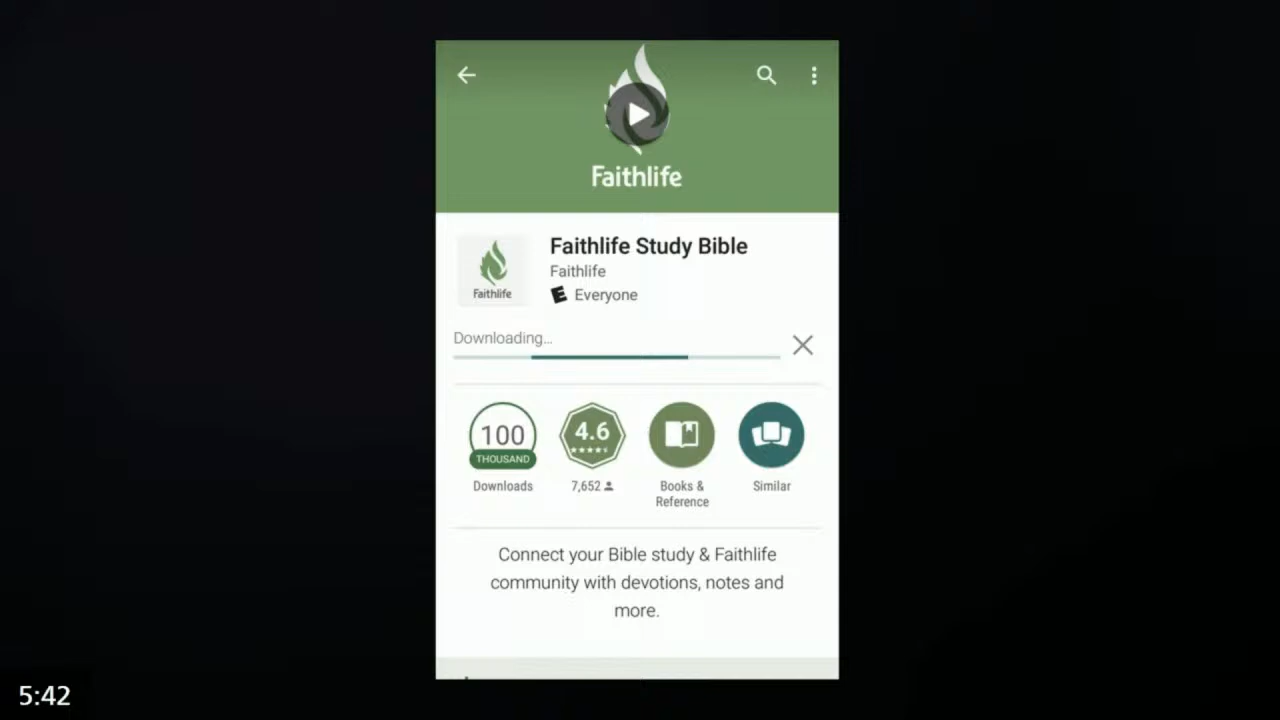 Faithlife
Faithlife Study Bible
Faithlife
E Everyone
Faithlife
Downloading...
100
THOUSAND
4.6
Downloads
7,652
Books &
Reference
Similar
Connect your Bible study & Faithlife
community with devotions, notes and
more.
5:42